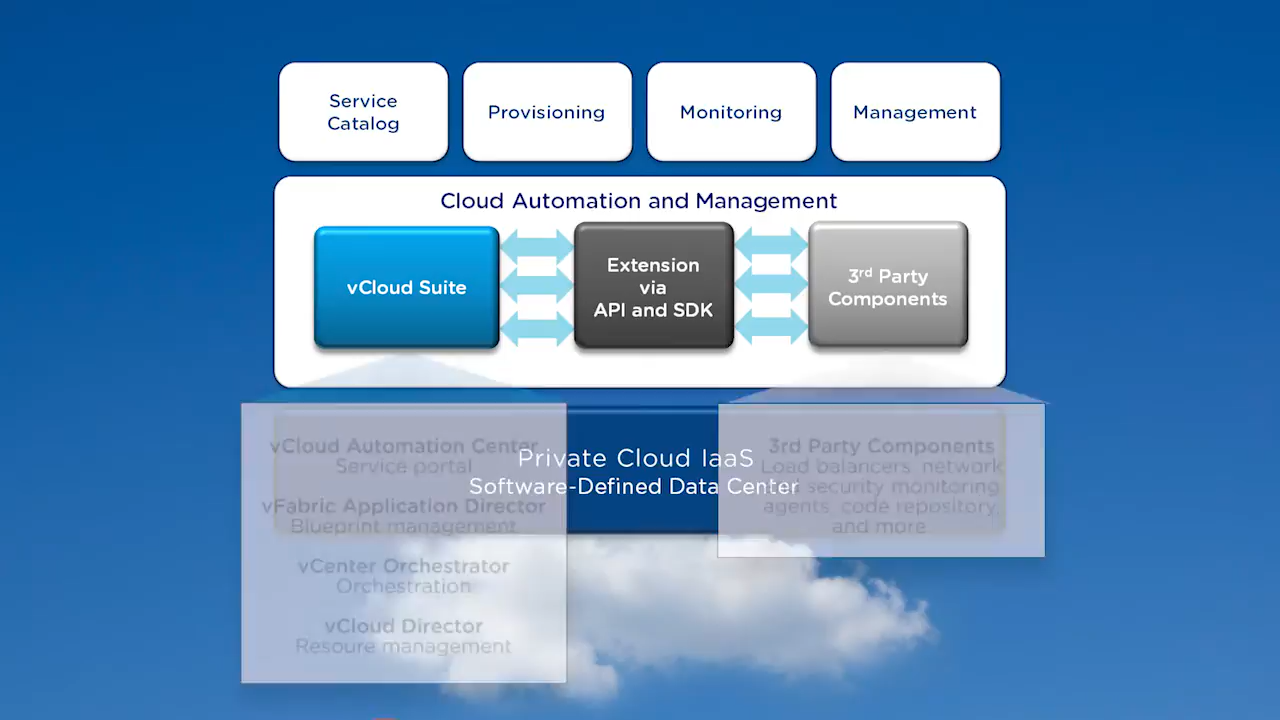 Service
Catalog
Provisioning
Monitoring
Management
Cloud Automation and Management
vCloud Suite
Extension
via
API and SDK
3rd Party
Components
Private Cloud IaaS
Software-Defined Data Center
vCloud Automation Center
Service portal
vFabric Application Director
Blueprint management
vCenter Orchestrator
Orchestration
vCloud Director
Resoure management
3rd Party Components
Load balancers, network
security monitoring
agents, code repository,
and more